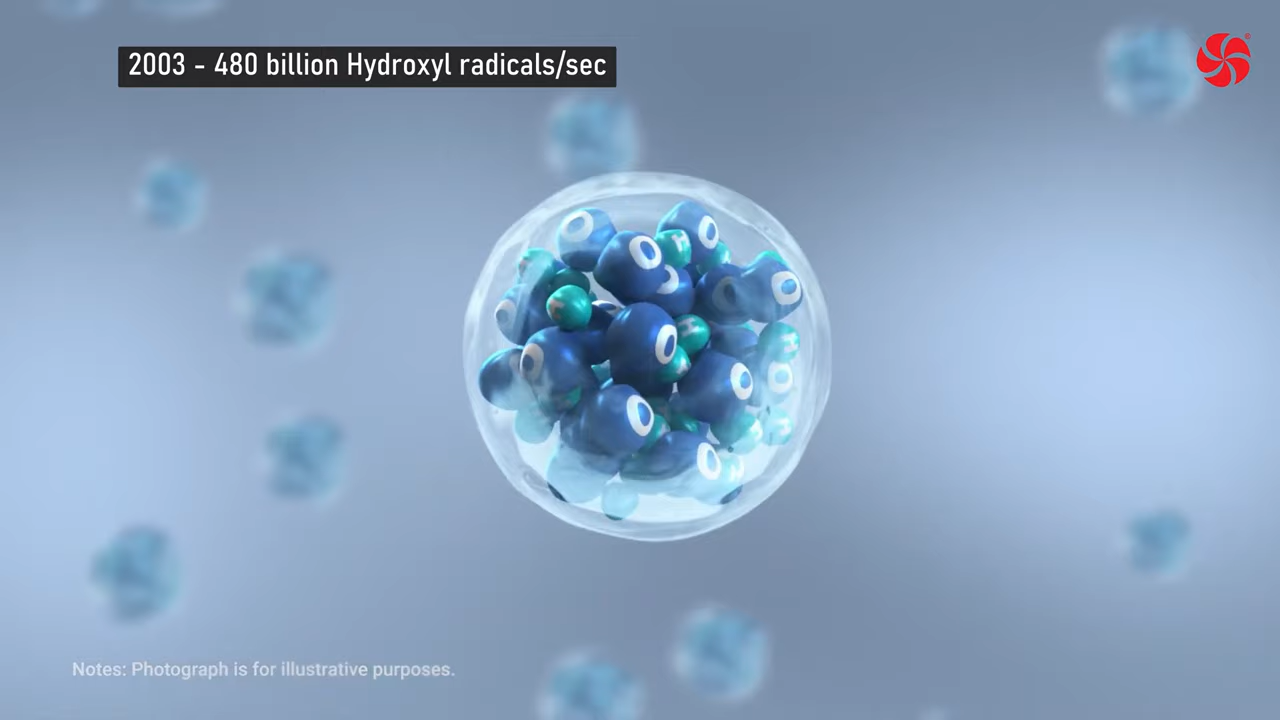 2003 - 480 billion Hydroxyl radicals/sec
Notes: Photograph is for illustrative purposes.